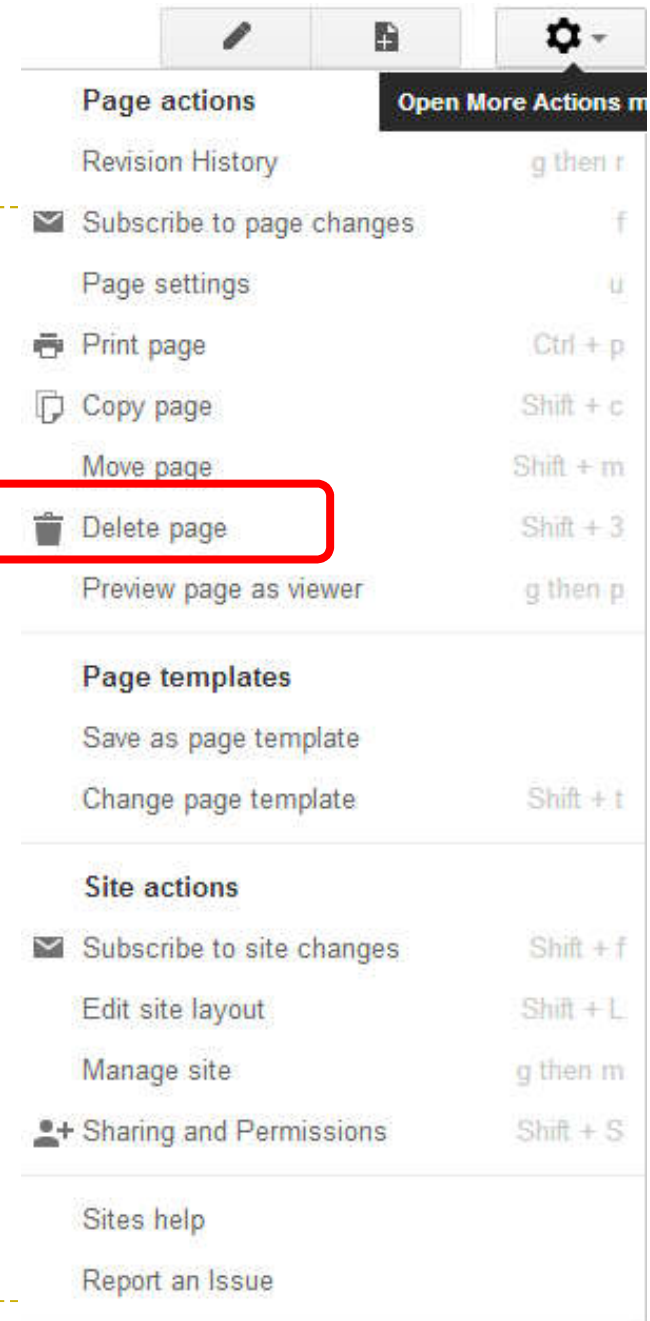 Page actions
Open More Actions m
Revision History g then r
Subscribe to page changes f
Page settings u
Print page Ctrl + p
Copy page Shift + c
Move page Shift + m
Delete page Shift + 3
Preview page as viewer g then p
Page templates
Save as page template
Change page template Shift + t
Site actions
Subscribe to site changes Shift + f
Edit site layout Shift + L
Manage site g then m
Sharing and Permissions Shift + S
Sites help
Report an Issue